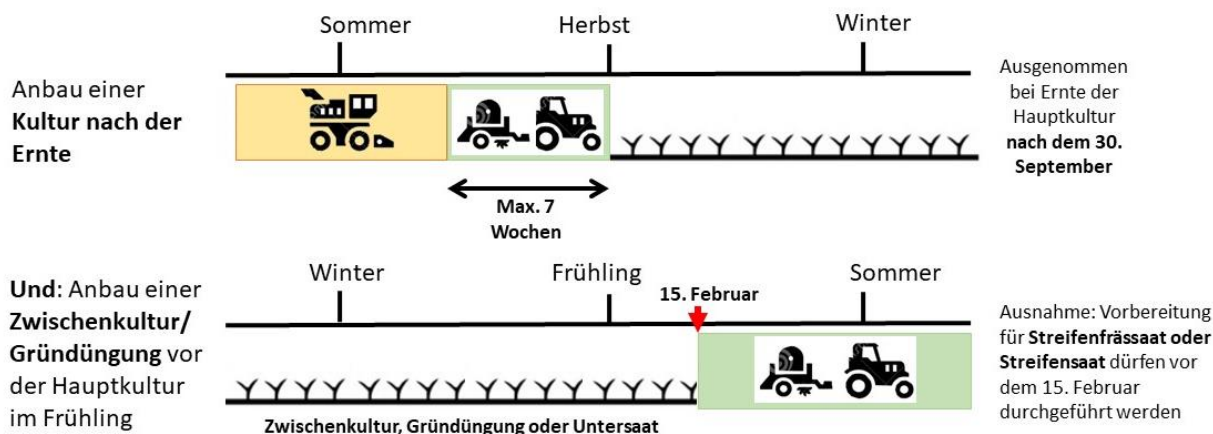 Sommer
Herbst
Winter
Anbau einer
Kultur nach der
Ernte
Ausgenommen
bei Ernte der
Hauptkultur
nach dem 30.
September
Max. 7
Wochen
Winter
Frühling
15. Februar
Sommer
Und: Anbau einer
Zwischenkultur/
Gründüngung vor
der Hauptkultur
im Frühling
Ausnahme: Vorbereitung
für Streifenfrässaat oder
Streifensaat dürfen vor
dem 15. Februar
durchgeführt werden
Zwischenkultur, Gründüngung oder Untersaat